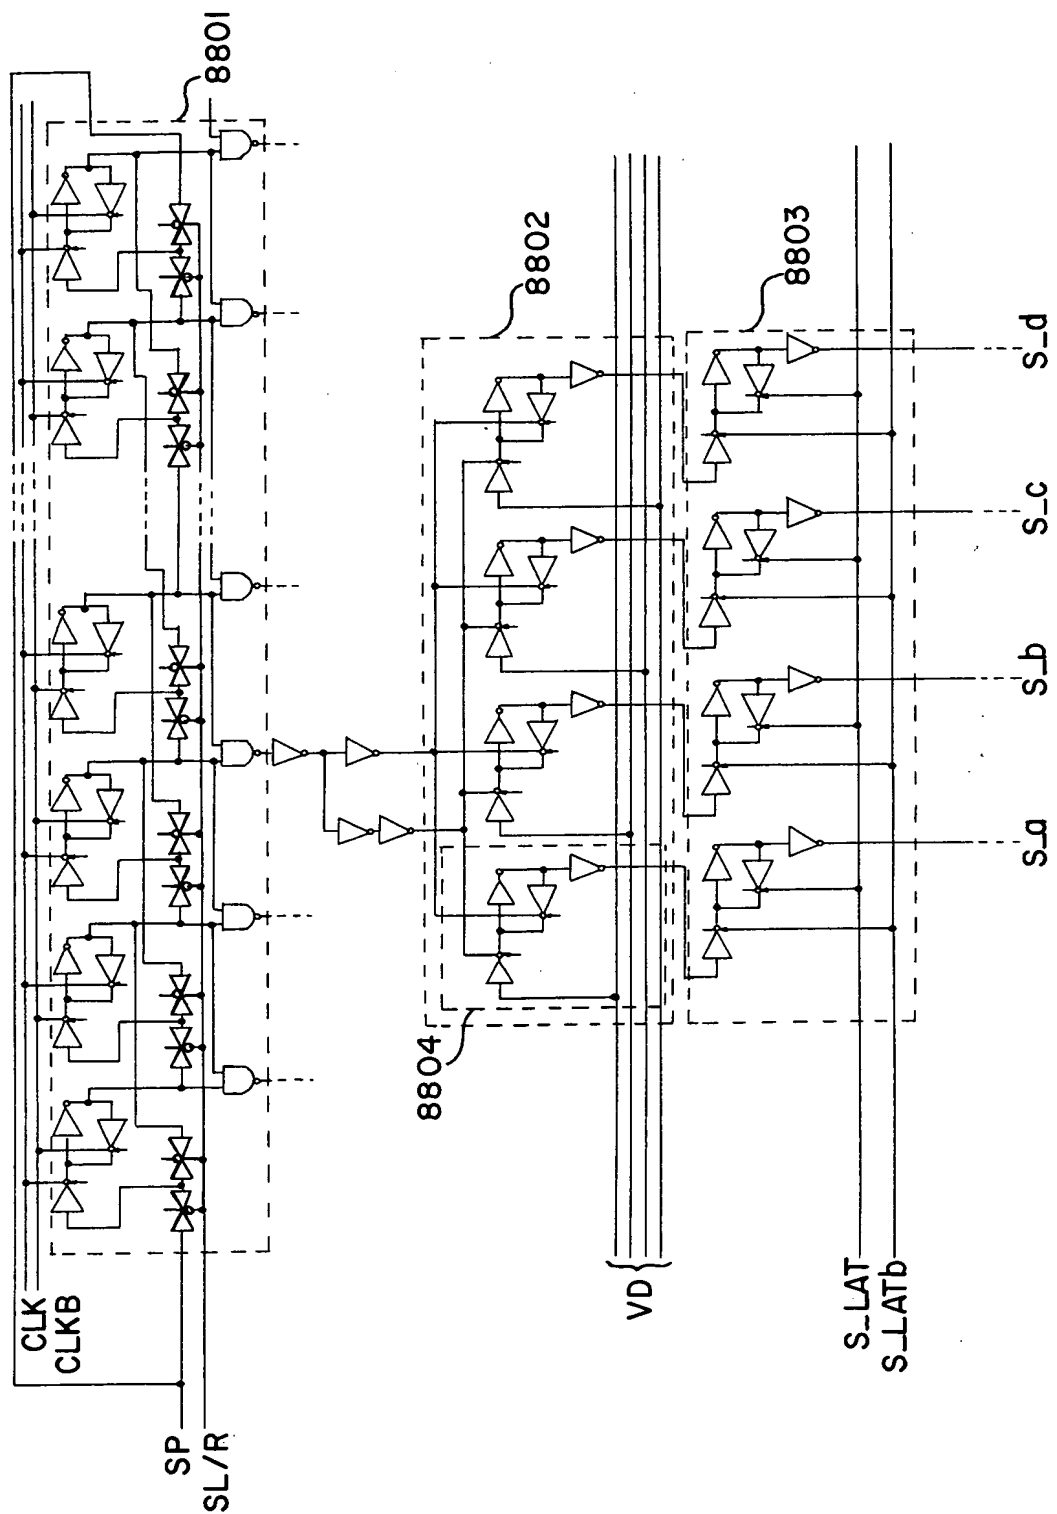 CLK
CLKB
SP
SL/R
8801
8802
8803
8804
VD
S_LAT
S_LATb
S_a
S_b
S_c
S_d